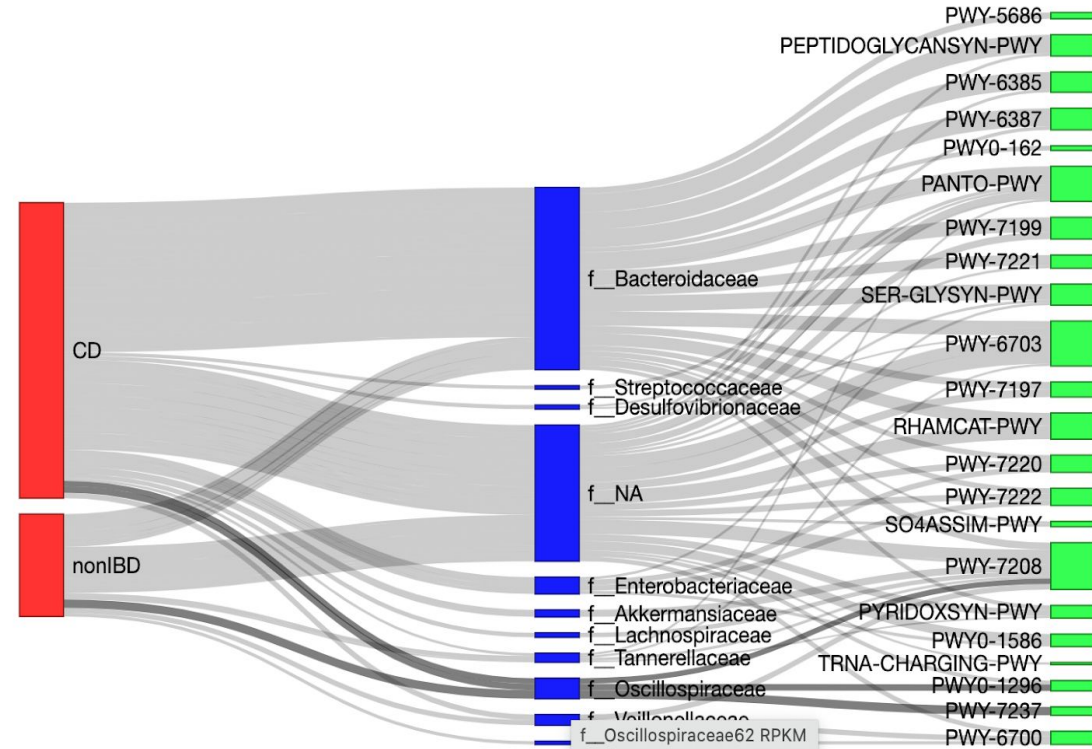 CD
nonIBD
f__Bacteroidaceae
f__Streptococcaceae
f__Desulfovibrionaceae
f__NA
f__Enterobacteriaceae
f__Akkermansiaceae
f__Lachnospiraceae
f__Tannerellaceae
f__Oscillospiraceae
f__Veillonellaceae
f__Oscillospiraceae62 RPKM
PWY-5686
PEPTIDOGLYCANSYN-PWY
PWY-6385
PWY-6387
PWY0-162
PANTO-PWY
PWY-7199
PWY-7221
SER-GLYSYN-PWY
PWY-6703
PWY-7197
RHAMCAT-PWY
PWY-7220
PWY-7222
SO4ASSIM-PWY
PWY-7208
PYRIDOXSYN-PWY
PWY0-1586
TRNA-CHARGING-PWY
PWY0-1296
PWY-7237
PWY-6700